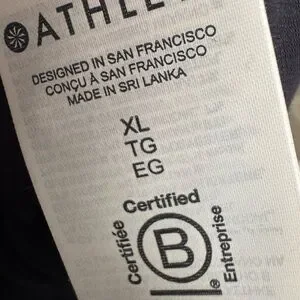 ATHLE
DESIGNED IN SAN FRANCISCO
CONÇU À SAN FRANCISCO
MADE IN SRI LANKA
XL
TG
EG
Certified
Certifiée
B
Entreprise